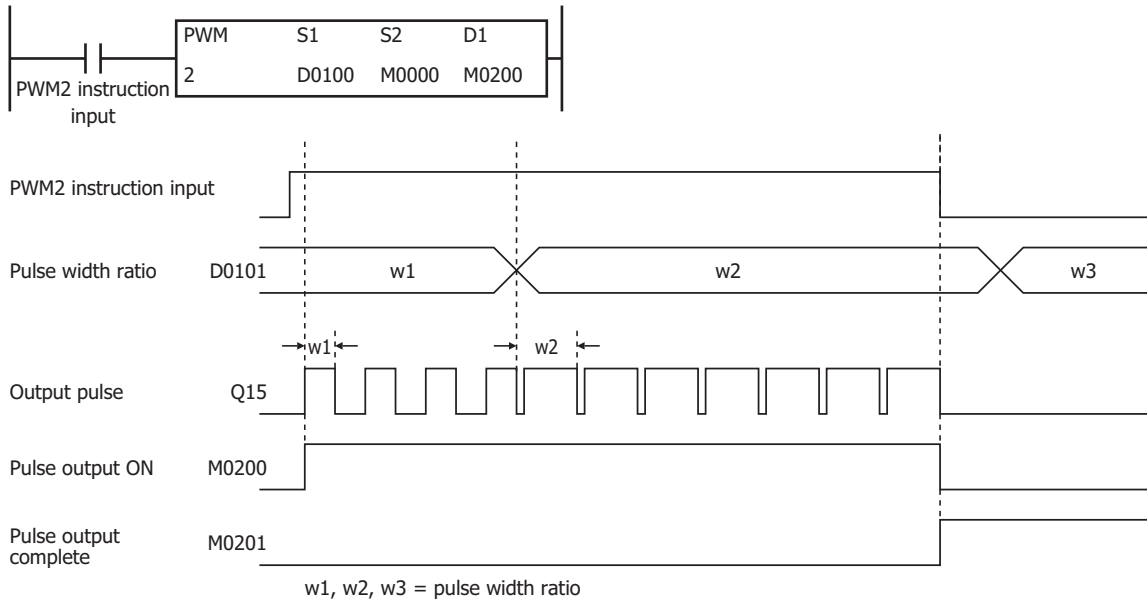 PWM S1 S2 D1
2 D0100 M0000 M0200
PWM2 instruction
input
PWM2 instruction input
Pulse width ratio D0101 w1 w2 w3
w1 w2
Output pulse Q15
Pulse output ON M0200
Pulse output
complete M0201
w1, w2, w3 = pulse width ratio